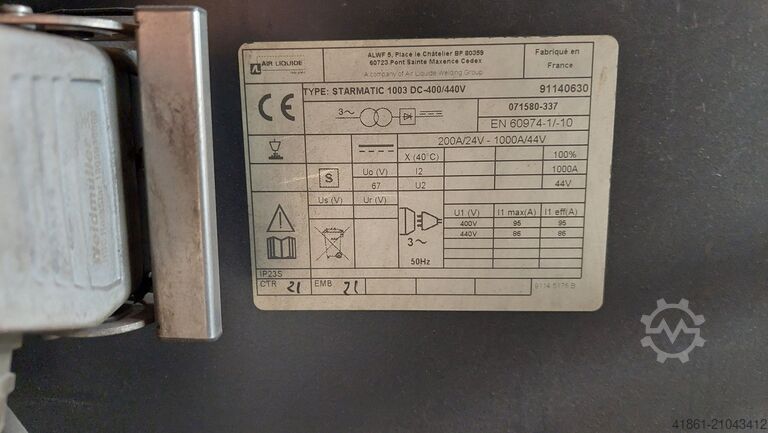 AIR LIQUIDE
ALWF 5, Place le Châtelier BP 80359
60723 Pont Sainte Maxence Cedex
A company of Air Liquide Welding Group
Fabriqué en
France
TYPE: STARMATIC 1003 DC-400/440V
91140630
CE
3~
071580-337
EN 60974-1/-10
200A/24V - 1000A/44V
X (40°C)
100%
S
Uo (V)
I2
1000A
67
U2
44V
Us (V)
Ur (V)
U1 (V)
I1 max(A)
I1 eff(A)
400V
95
95
440V
86
86
3~
50Hz
IP23S
CTR 21
EMB 21
9114 5176 B
Weidmüller
MACHINESEEKER
41861-21043412